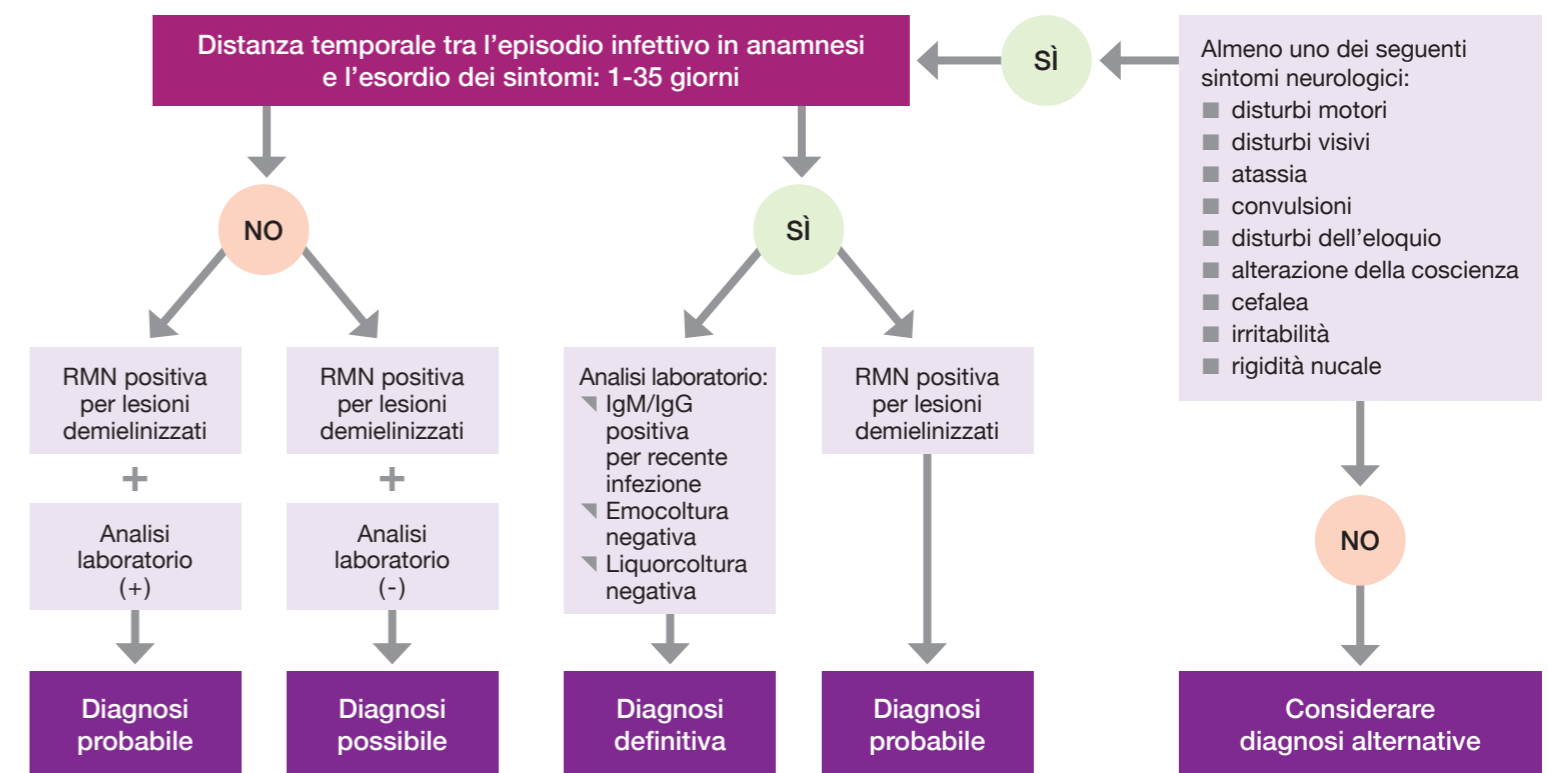 Distanza temporale tra l'episodio infettivo in anamnesi
e l'esordio dei sintomi: 1-35 giorni
SÌ
Almeno uno dei seguenti
sintomi neurologici:
disturbi motori
disturbi visivi
atassia
convulsioni
disturbi dell'eloquio
alterazione della coscienza
cefalea
irritabilità
rigidità nucale
NO
SÌ
RMN positiva
per lesioni
demielinizzati
+
Analisi
laboratorio
(+)
Diagnosi
probabile
RMN positiva
per lesioni
demielinizzati
+
Analisi
laboratorio
(-)
Diagnosi
possibile
Analisi laboratorio:
IgM/IgG
positiva
per recente
infezione
Emocoltura
negativa
Liquorcoltura
negativa
Diagnosi
definitiva
RMN positiva
per lesioni
demielinizzati
Diagnosi
probabile
NO
Considerare
diagnosi alternative